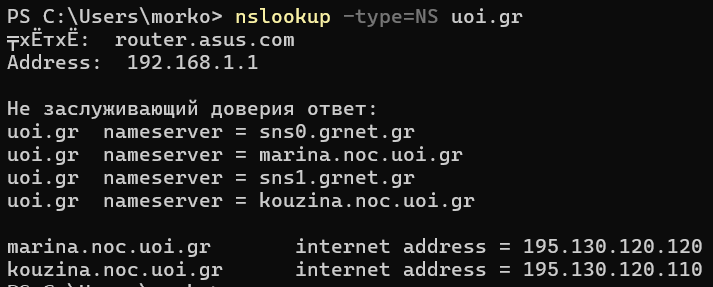 PS C:\Users\morko> nslookup -type=NS uoi.gr
╤хЁтхЁ:  router.asus.com
Address:  192.168.1.1

Не заслуживающий доверия ответ:
uoi.gr  nameserver = sns0.grnet.gr
uoi.gr  nameserver = marina.noc.uoi.gr
uoi.gr  nameserver = sns1.grnet.gr
uoi.gr  nameserver = kouzina.noc.uoi.gr

marina.noc.uoi.gr       internet address = 195.130.120.120
kouzina.noc.uoi.gr      internet address = 195.130.120.110